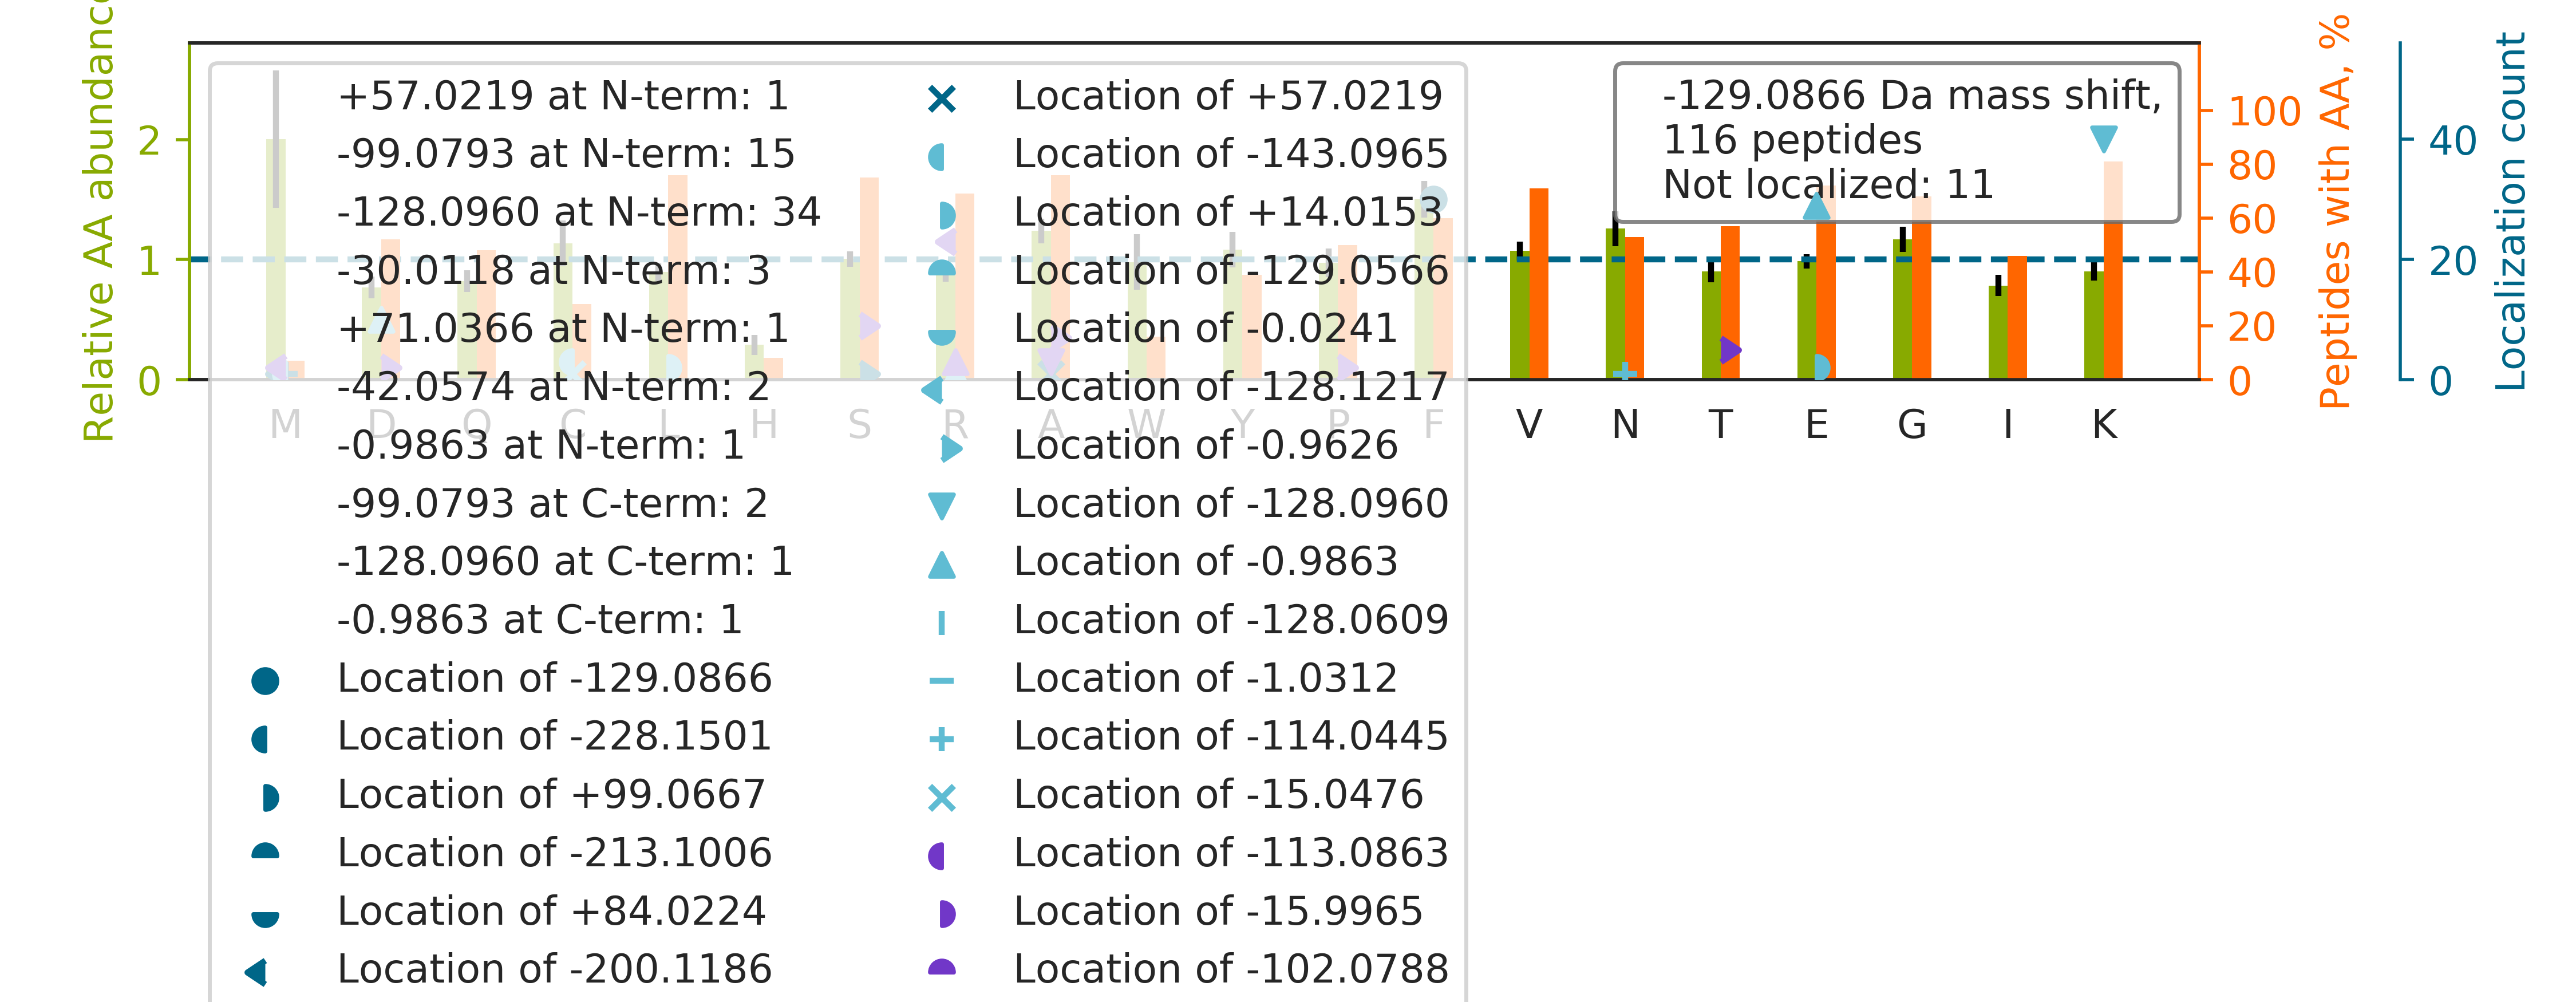 Relative AA abundance
2
1
0
+57.0219 at N-term: 1
-99.0793 at N-term: 15
-128.0960 at N-term: 34
-30.0118 at N-term: 3
+71.0366 at N-term: 1
-42.0574 at N-term: 2
-0.9863 at N-term: 1
-99.0793 at C-term: 2
-128.0960 at C-term: 1
-0.9863 at C-term: 1
Location of -129.0866
Location of -228.1501
Location of +99.0667
Location of -213.1006
Location of +84.0224
Location of -200.1186
Location of +57.0219
Location of -143.0965
Location of +14.0153
Location of -129.0566
Location of -0.0241
Location of -128.1217
Location of -0.9626
Location of -128.0960
Location of -0.9863
Location of -128.0609
Location of -1.0312
Location of -114.0445
Location of -15.0476
Location of -113.0863
Location of -15.9965
Location of -102.0788
-129.0866 Da mass shift,
116 peptides
Not localized: 11
M D Q C L H S R A W Y P F V N T E G I K
100
80
60
40
20
0
Peptides with AA, %
40
20
0
Localization count